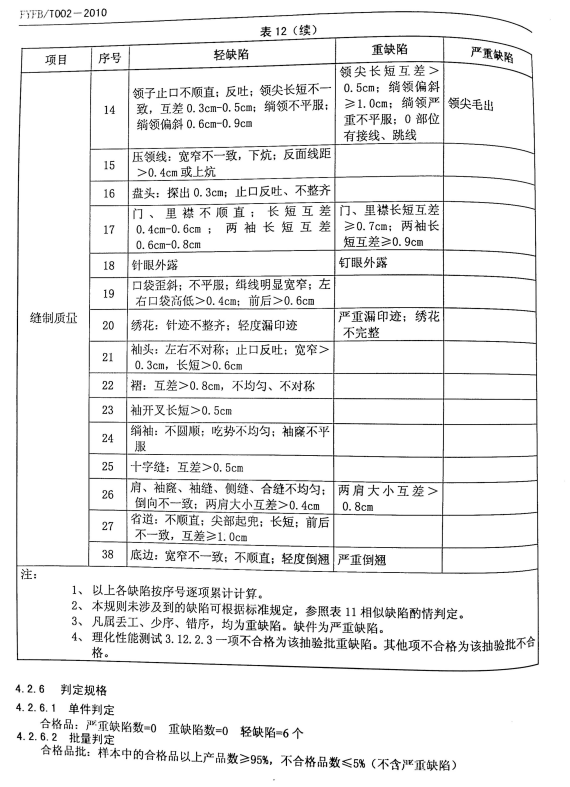 FYFB/T002—2010
表 12（续）
项目 序号 轻缺陷 重缺陷 严重缺陷
缝制质量
14
领子止口不顺直；反吐；领尖长短不一
致，互差 0.3cm-0.5cm；绱领不平服；
绱领偏斜 0.6cm-0.9cm
领尖长短互差＞
0.5cm；绱领偏斜
≥1.0cm；绱领严
重不平服；0 部位
有接线、跳线
领尖毛出
15
压领线：宽窄不一致，下炕；反面线距
＞0.4cm 或上炕
16 盘头：探出 0.3cm；止口反吐、不整齐
17
门、里襟不顺直；长短互差
0.4cm-0.6cm；两袖长短互差
0.6cm-0.8cm
门、里襟长短互差
≥0.7cm；两袖长
短互差≥0.9cm
18 针眼外露 钉眼外露
19
口袋歪斜；不平服；缉线明显宽窄；左
右口袋高低＞0.4cm；前后＞0.6cm
20 绣花：针迹不整齐；轻度漏印迹
严重漏印迹；绣花
不完整
21
袖头：左右不对称；止口反吐；宽窄＞
0.3cm，长短＞0.6cm
22 褶：互差＞0.8cm，不均匀、不对称
23 袖开叉长短＞0.5cm
24
绱袖：不圆顺；吃势不均匀；袖窿不平
服
25 十字缝：互差＞0.5cm
26
肩、袖窿、袖缝、侧缝、合缝不均匀；
倒向不一致；两肩大小互差＞0.4cm
两肩大小互差＞
0.8cm
27
省道：不顺直；尖部起兜；长短；前后
不一致，互差≥1.0cm
38 底边：宽窄不一致；不顺直；轻度倒翘 严重倒翘
注：
1、 以上各缺陷按序号逐项累计计算。
2、 本规则未涉及到的缺陷可根据标准规定，参照表 11 相似缺陷酌情判定。
3、 凡属丢工、少序、错序，均为重缺陷。缺件为严重缺陷。
4、 理化性能测试 3.12.2.3 一项不合格为该抽验批重缺陷。其他项不合格为该抽验批不合
格。
4.2.6 判定规格
4.2.6.1 单件判定
合格品：严重缺陷数=0 重缺陷数=0 轻缺陷=6 个
4.2.6.2 批量判定
合格品批：样本中的合格品以上产品数≥95%，不合格品数≤5%（不含严重缺陷）